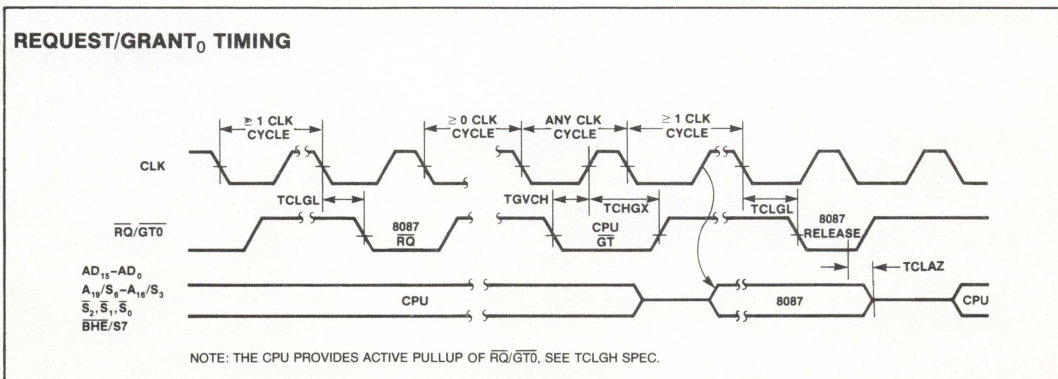 REQUEST/GRANT₀ TIMING
≥ 1 CLK CYCLE
≥ 0 CLK CYCLE
ANY CLK CYCLE
≥ 1 CLK CYCLE
CLK
TCLGL
TGVCH
TCHGX
TCLGL
RQ/GT0
8087 RQ
CPU GT
8087 RELEASE
TCLAZ
AD₁₅–AD₀
A₁₉/S₆–A₁₆/S₃
S₂, S₁, S₀
BHE/S7
CPU
8087
CPU
NOTE: THE CPU PROVIDES ACTIVE PULLUP OF RQ/GT0, SEE TCLGH SPEC.